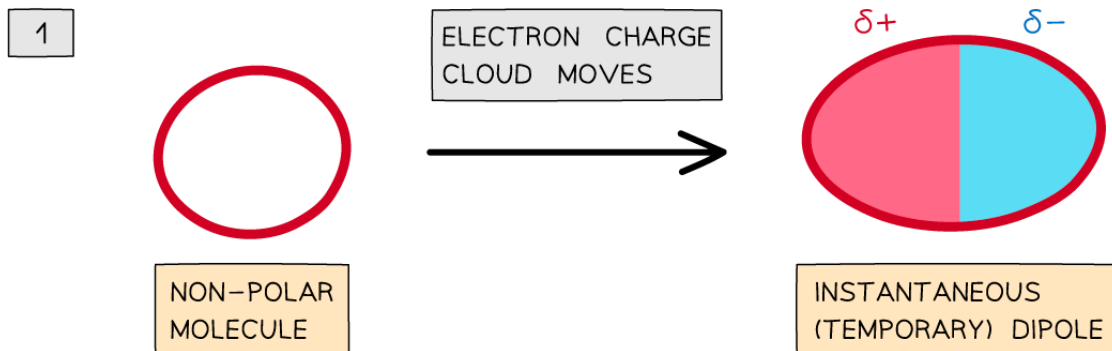 1
ELECTRON CHARGE
CLOUD MOVES
δ+ δ−
NON-POLAR
MOLECULE
INSTANTANEOUS
(TEMPORARY) DIPOLE